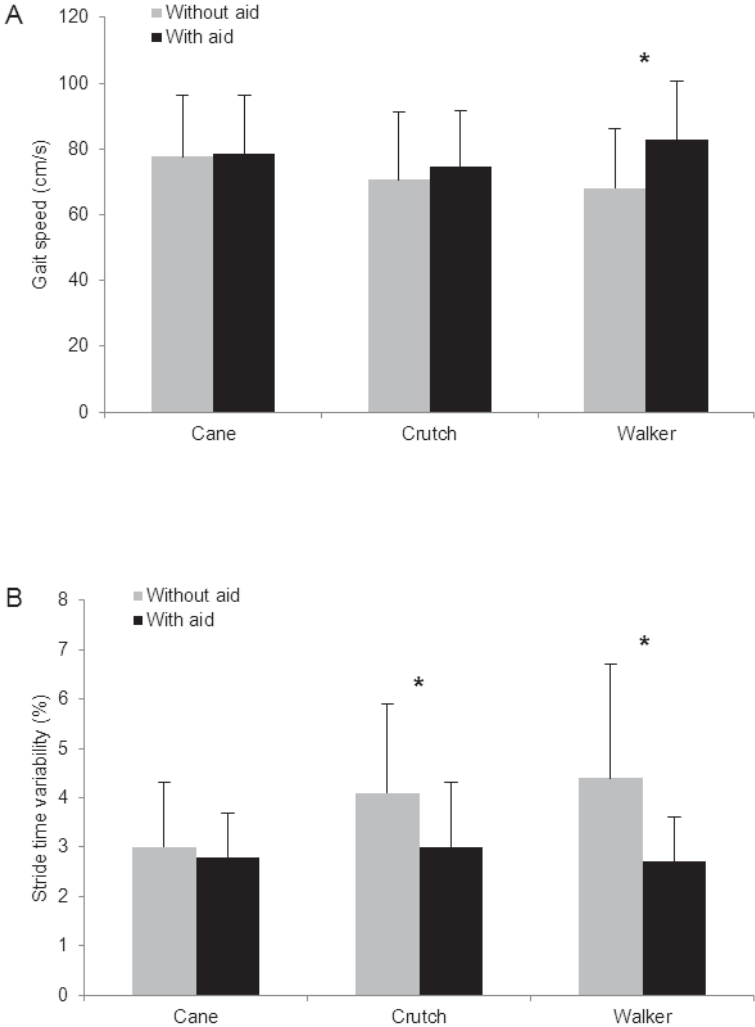 A
Without aid
With aid
120
100
80
60
40
20
0
Gait speed (cm/s)
*
Cane Crutch Walker
B
Without aid
With aid
8
7
6
5
4
3
2
1
0
Stride time variability (%)
* *
Cane Crutch Walker